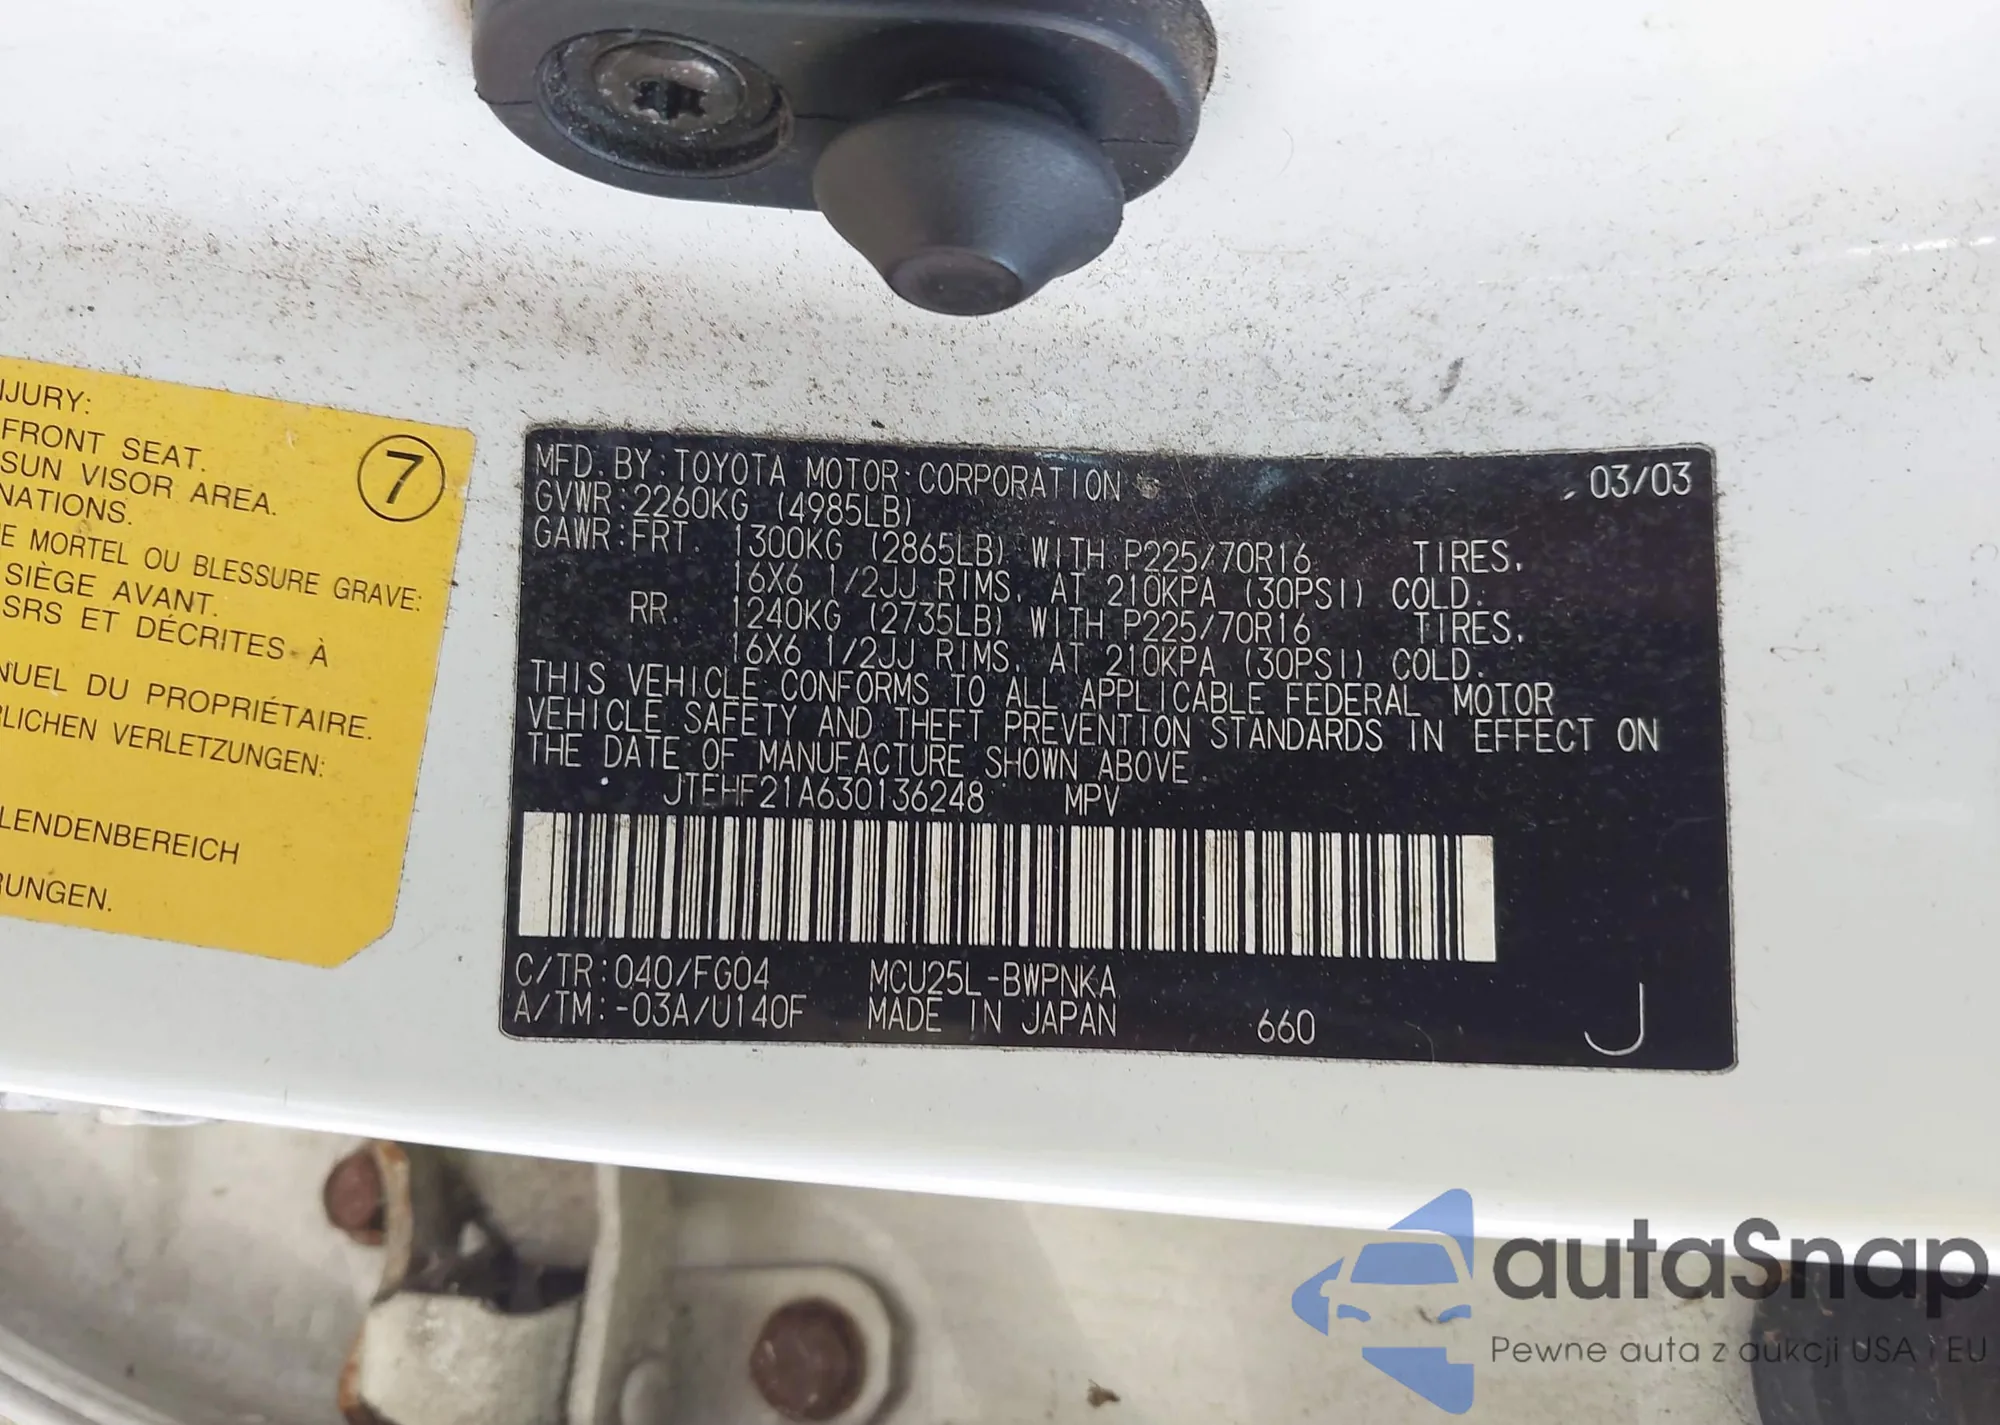 NJURY:
FRONT SEAT.
SUN VISOR AREA.
NATIONS.
E MORTEL OU BLESSURE GRAVE:
SIÈGE AVANT.
SRS ET DÉCRITES À
NUEL DU PROPRIÉTAIRE.
RLICHEN VERLETZUNGEN:
LENDENBEREICH
RUNGEN.
7
MFD. BY: TOYOTA MOTOR CORPORATION 03/03
GVWR: 2260KG (4985LB)
GAWR: FRT. 1300KG (2865LB) WITH P225/70R16 TIRES,
16X6 1/2JJ RIMS, AT 210KPA (30PSI) COLD.
RR. 1240KG (2735LB) WITH P225/70R16 TIRES,
16X6 1/2JJ RIMS, AT 210KPA (30PSI) COLD.
THIS VEHICLE CONFORMS TO ALL APPLICABLE FEDERAL MOTOR
VEHICLE SAFETY AND THEFT PREVENTION STANDARDS IN EFFECT ON
THE DATE OF MANUFACTURE SHOWN ABOVE.
JTEHF21A630136248 MPV
C/TR: 040/FG04 MCU25L-BWPNKA
A/TM: -03A/U140F MADE IN JAPAN 660 J
autaSnap
Pewne auta z aukcji USA i EU